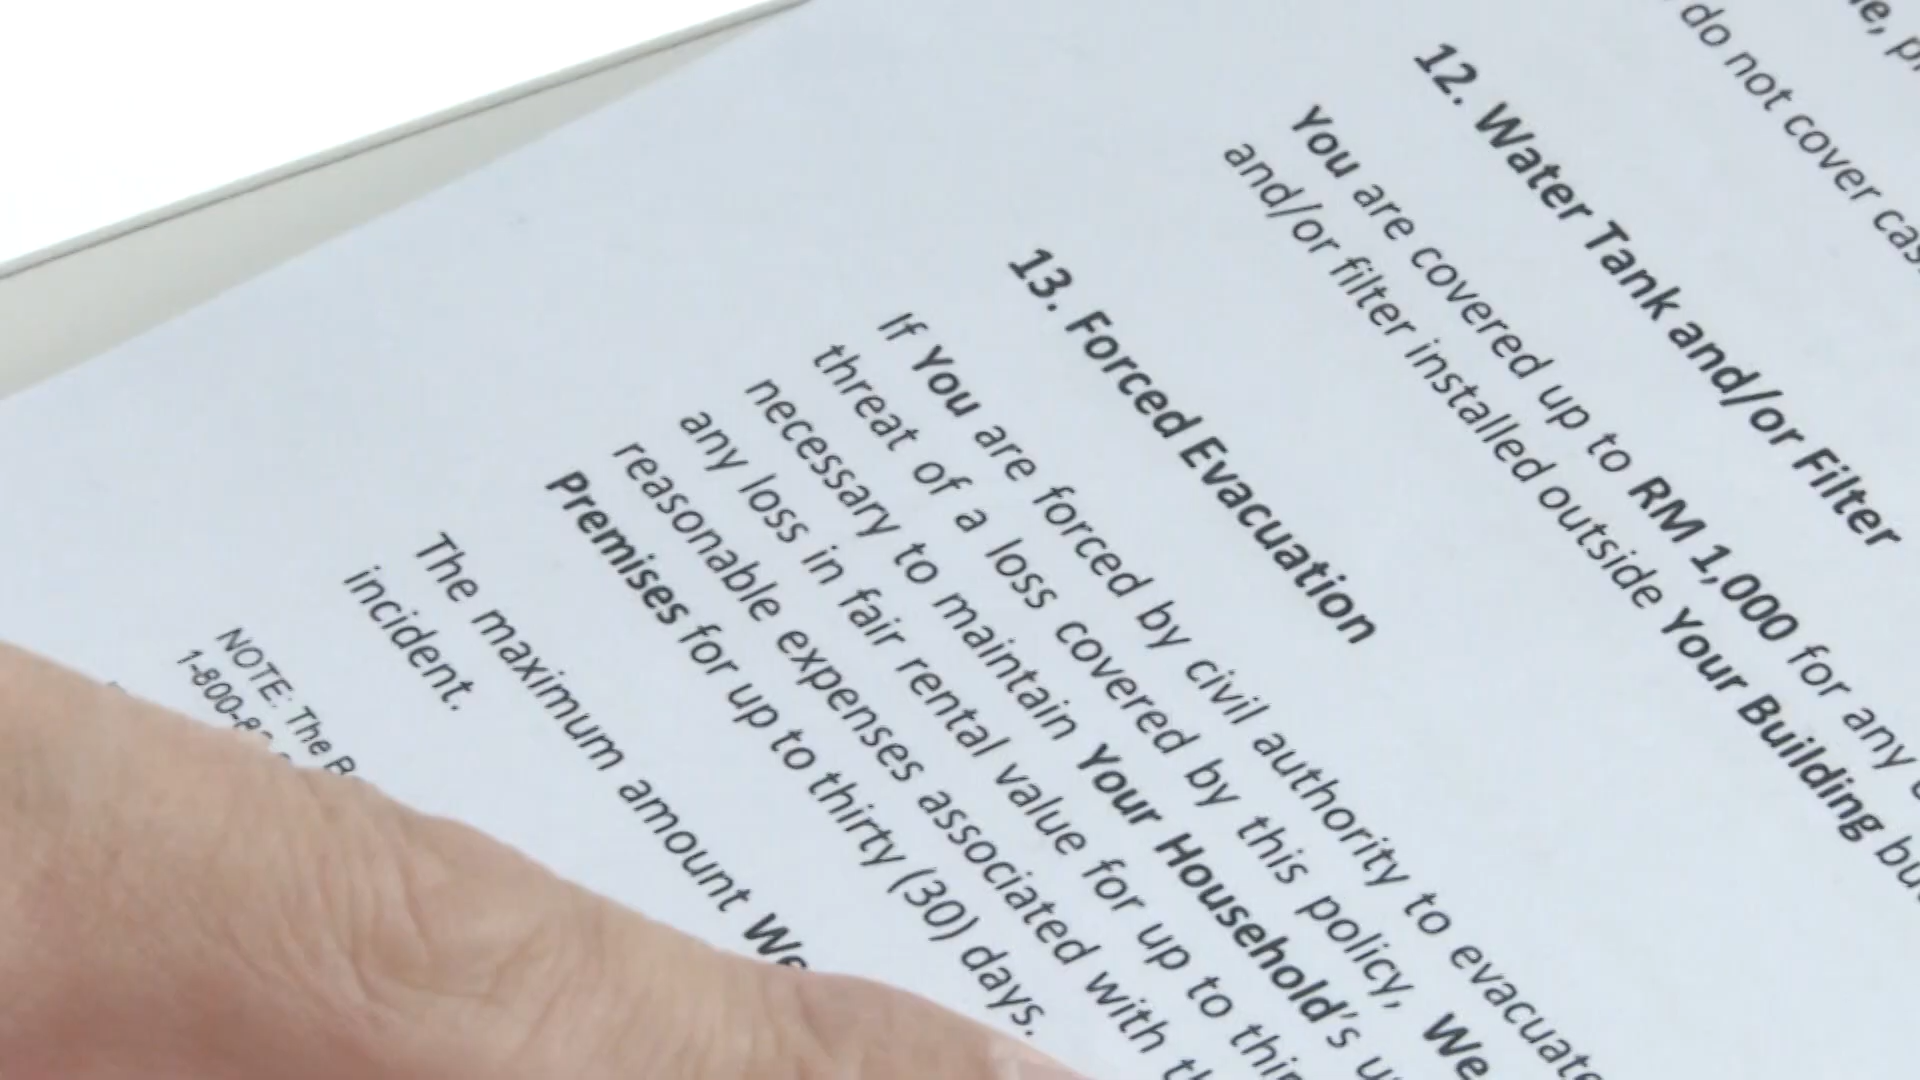 do not cover
12. Water Tank and/or Filter
You are covered up to RM 1,000 for any
and/or filter installed outside Your Building
13. Forced Evacuation
If You are forced by civil authority to evacuate
threat of a loss covered by this policy, We
necessary to maintain Your Household's
any loss in fair rental value for up to
reasonable expenses associated with
Premises for up to thirty (30) days.
The maximum amount We
incident.
NOTE: The
1-800-